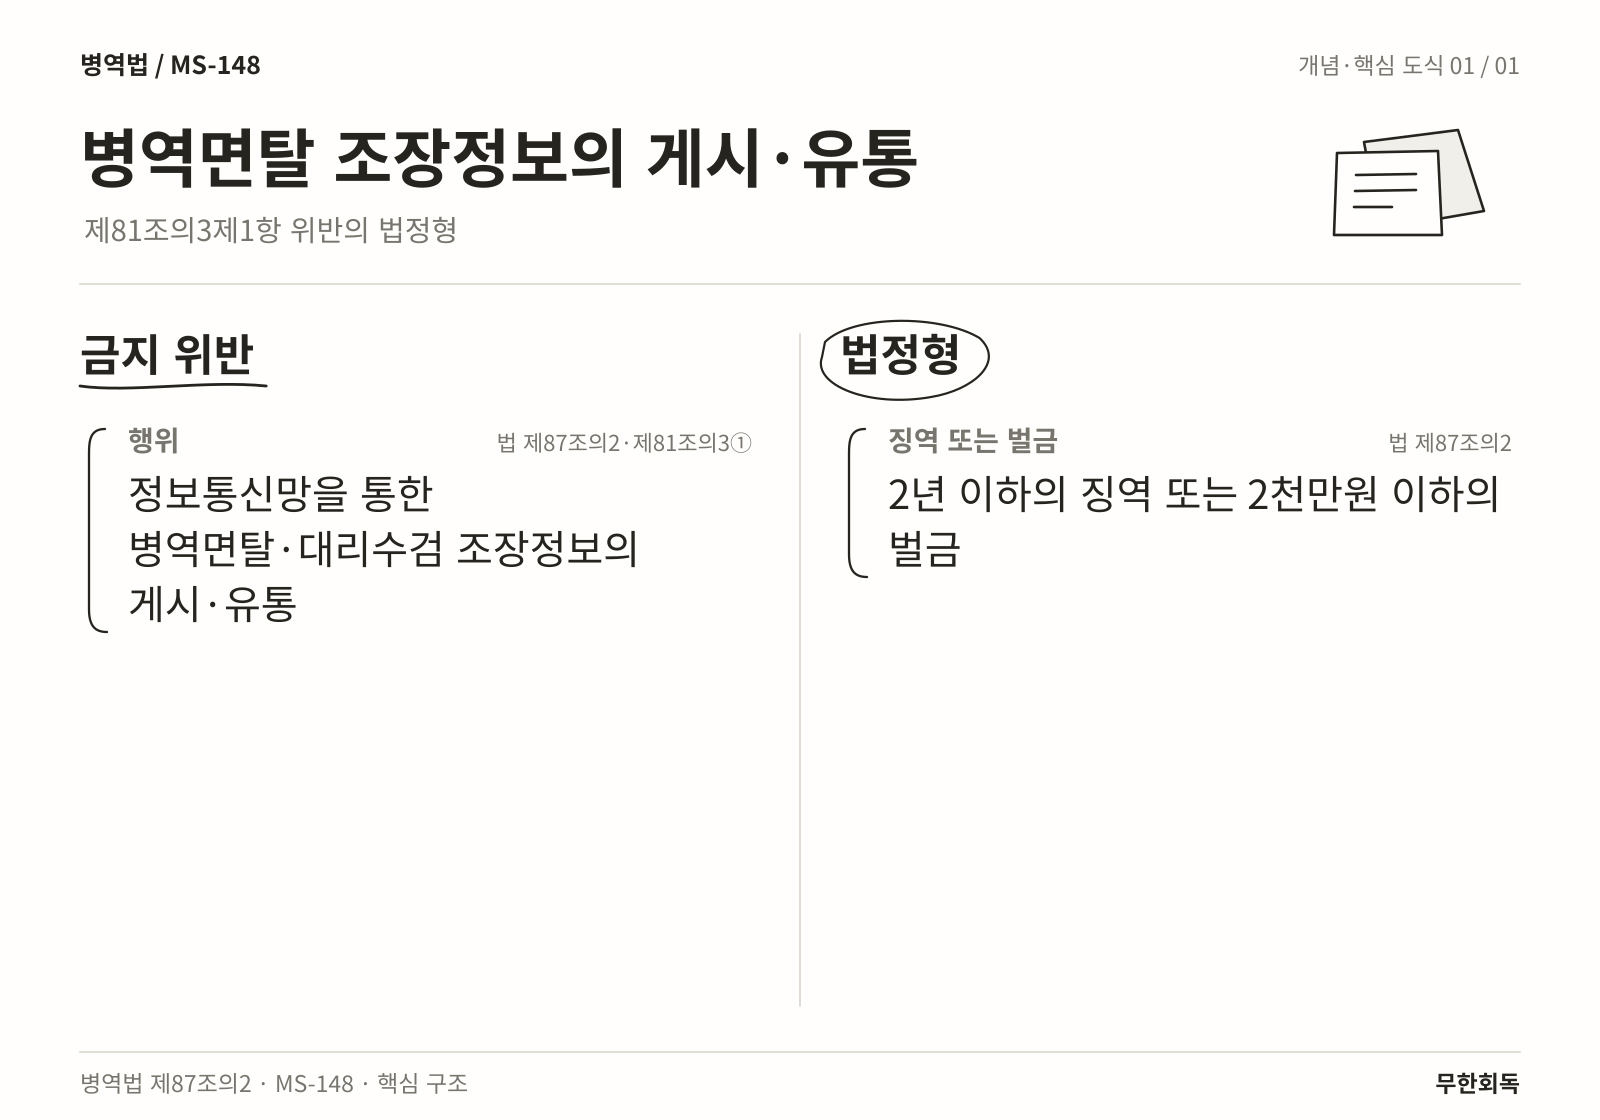 병역법 / MS-148
개념·핵심 도식 01 / 01
병역면탈 조장정보의 게시·유통
제81조의3제1항 위반의 법정형
금지 위반
행위
법 제87조의2·제81조의3①
정보통신망을 통한
병역면탈·대리수검 조장정보의
게시·유통
법정형
징역 또는 벌금
법 제87조의2
2년 이하의 징역 또는 2천만원 이하의
벌금
병역법 제87조의2 · MS-148 · 핵심 구조
무한회독